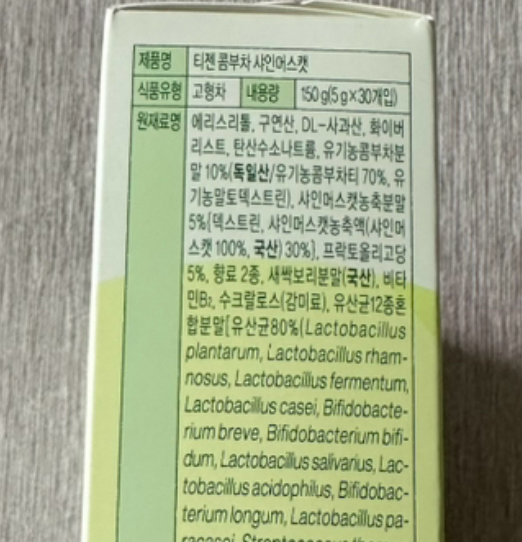 제품명 티젠 콤부차 샤인머스캣
식품유형 고형차 내용량 150g(5g×30개입)
원재료명 에리스리톨, 구연산, DL-사과산, 화이버
리스트, 탄산수소나트륨, 유기농콤부차분
말 10%{독일산/유기농콤부차티 70%, 유
기농말토덱스트린}, 샤인머스캣농축분말
5%{덱스트린, 샤인머스캣농축액(샤인머
스캣 100%, 국산) 30%}, 프락토올리고당
5%, 향료 2종, 새싹보리분말(국산), 비타
민B₂, 수크랄로스(감미료), 유산균12종혼
합분말[유산균80%(Lactobacillus
plantarum, Lactobacillus rham-
nosus, Lactobacillus fermentum,
Lactobacillus casei, Bifidobacte-
rium breve, Bifidobacterium bifi-
dum, Lactobacillus salivarius, Lac-
tobacillus acidophilus, Bifidobac-
terium longum, Lactobacillus pa-
racasei, Streptococcus